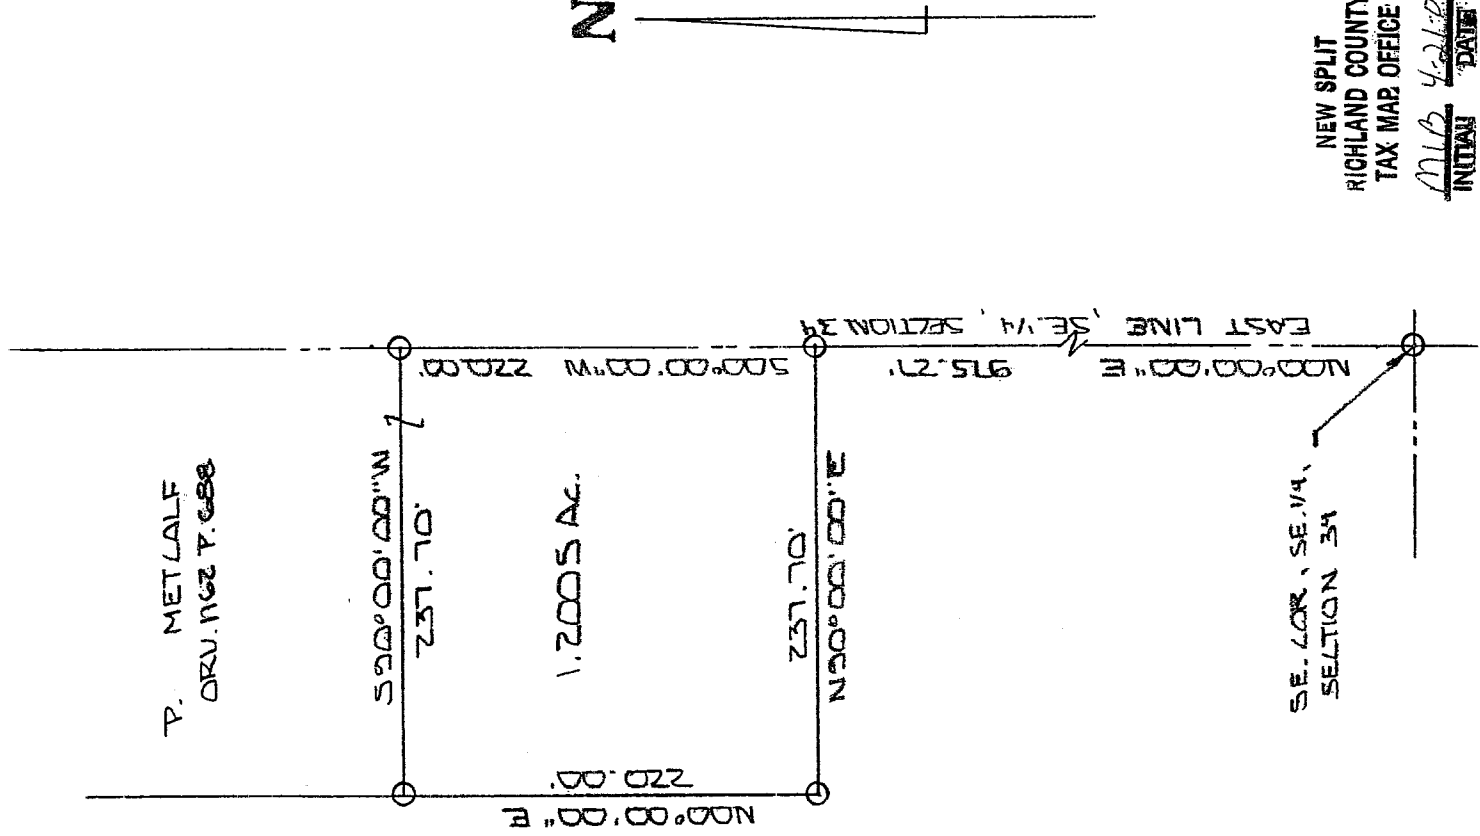 N
NEW SPLIT
RICHLAND COUNTY
TAX MAP OFFICE
MLB
INITIAL DATE
P. METCALF
ORV. 1162 P. 688
S90°00'00"W
237.70'
1.2005 Ac.
237.70'
N90°00'00"E
220.00'
N00°00'00"E
S00°00'00"W 220.00'
EAST LINE, SE.1/4, SECTION 34
N00°00'00"E 975.27'
SE. COR., SE.1/4,
SECTION 34